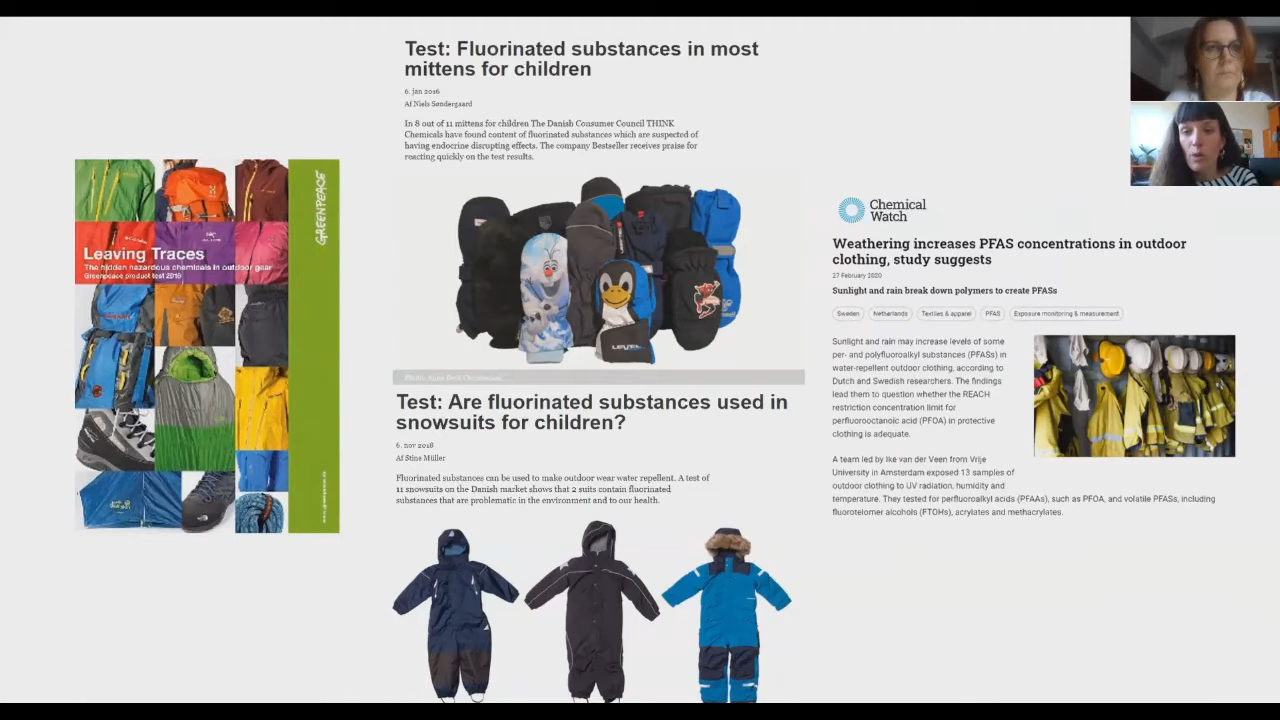 Test: Fluorinated substances in most
mittens for children
6. jan 2016
Af Niels Søndergaard
In 8 out of 11 mittens for children The Danish Consumer Council THINK
Chemicals have found content of fluorinated substances which are suspected of
having endocrine disrupting effects. The company Bestseller receives praise for
reacting quickly on the test results.
GREENPEACE
Leaving Traces
The hidden hazardous chemicals in outdoor gear
Greenpeace product test 2016
Test: Are fluorinated substances used in
snowsuits for children?
6. nov 2018
Af Stine Müller
Fluorinated substances can be used to make outdoor wear water repellent. A test of
11 snowsuits on the Danish market shows that 2 suits contain fluorinated
substances that are problematic in the environment and to our health.
Chemical
Watch
Weathering increases PFAS concentrations in outdoor
clothing, study suggests
27 February 2020
Sunlight and rain break down polymers to create PFASs
Sweden
Netherlands
Textiles & apparel
PFAS
Exposure monitoring & measurement
Sunlight and rain may increase levels of some
per- and polyfluoroalkyl substances (PFASs) in
water-repellent outdoor clothing, according to
Dutch and Swedish researchers. The findings
lead them to question whether the REACH
restriction concentration limit for
perfluorooctanoic acid (PFOA) in protective
clothing is adequate.
A team led by Ike van der Veen from Vrije
University in Amsterdam exposed 13 samples of
outdoor clothing to UV radiation, humidity and
temperature. They tested for perfluoroalkyl acids (PFAAs), such as PFOA, and volatile PFASs, including
fluorotelomer alcohols (FTOHs), acrylates and methacrylates.